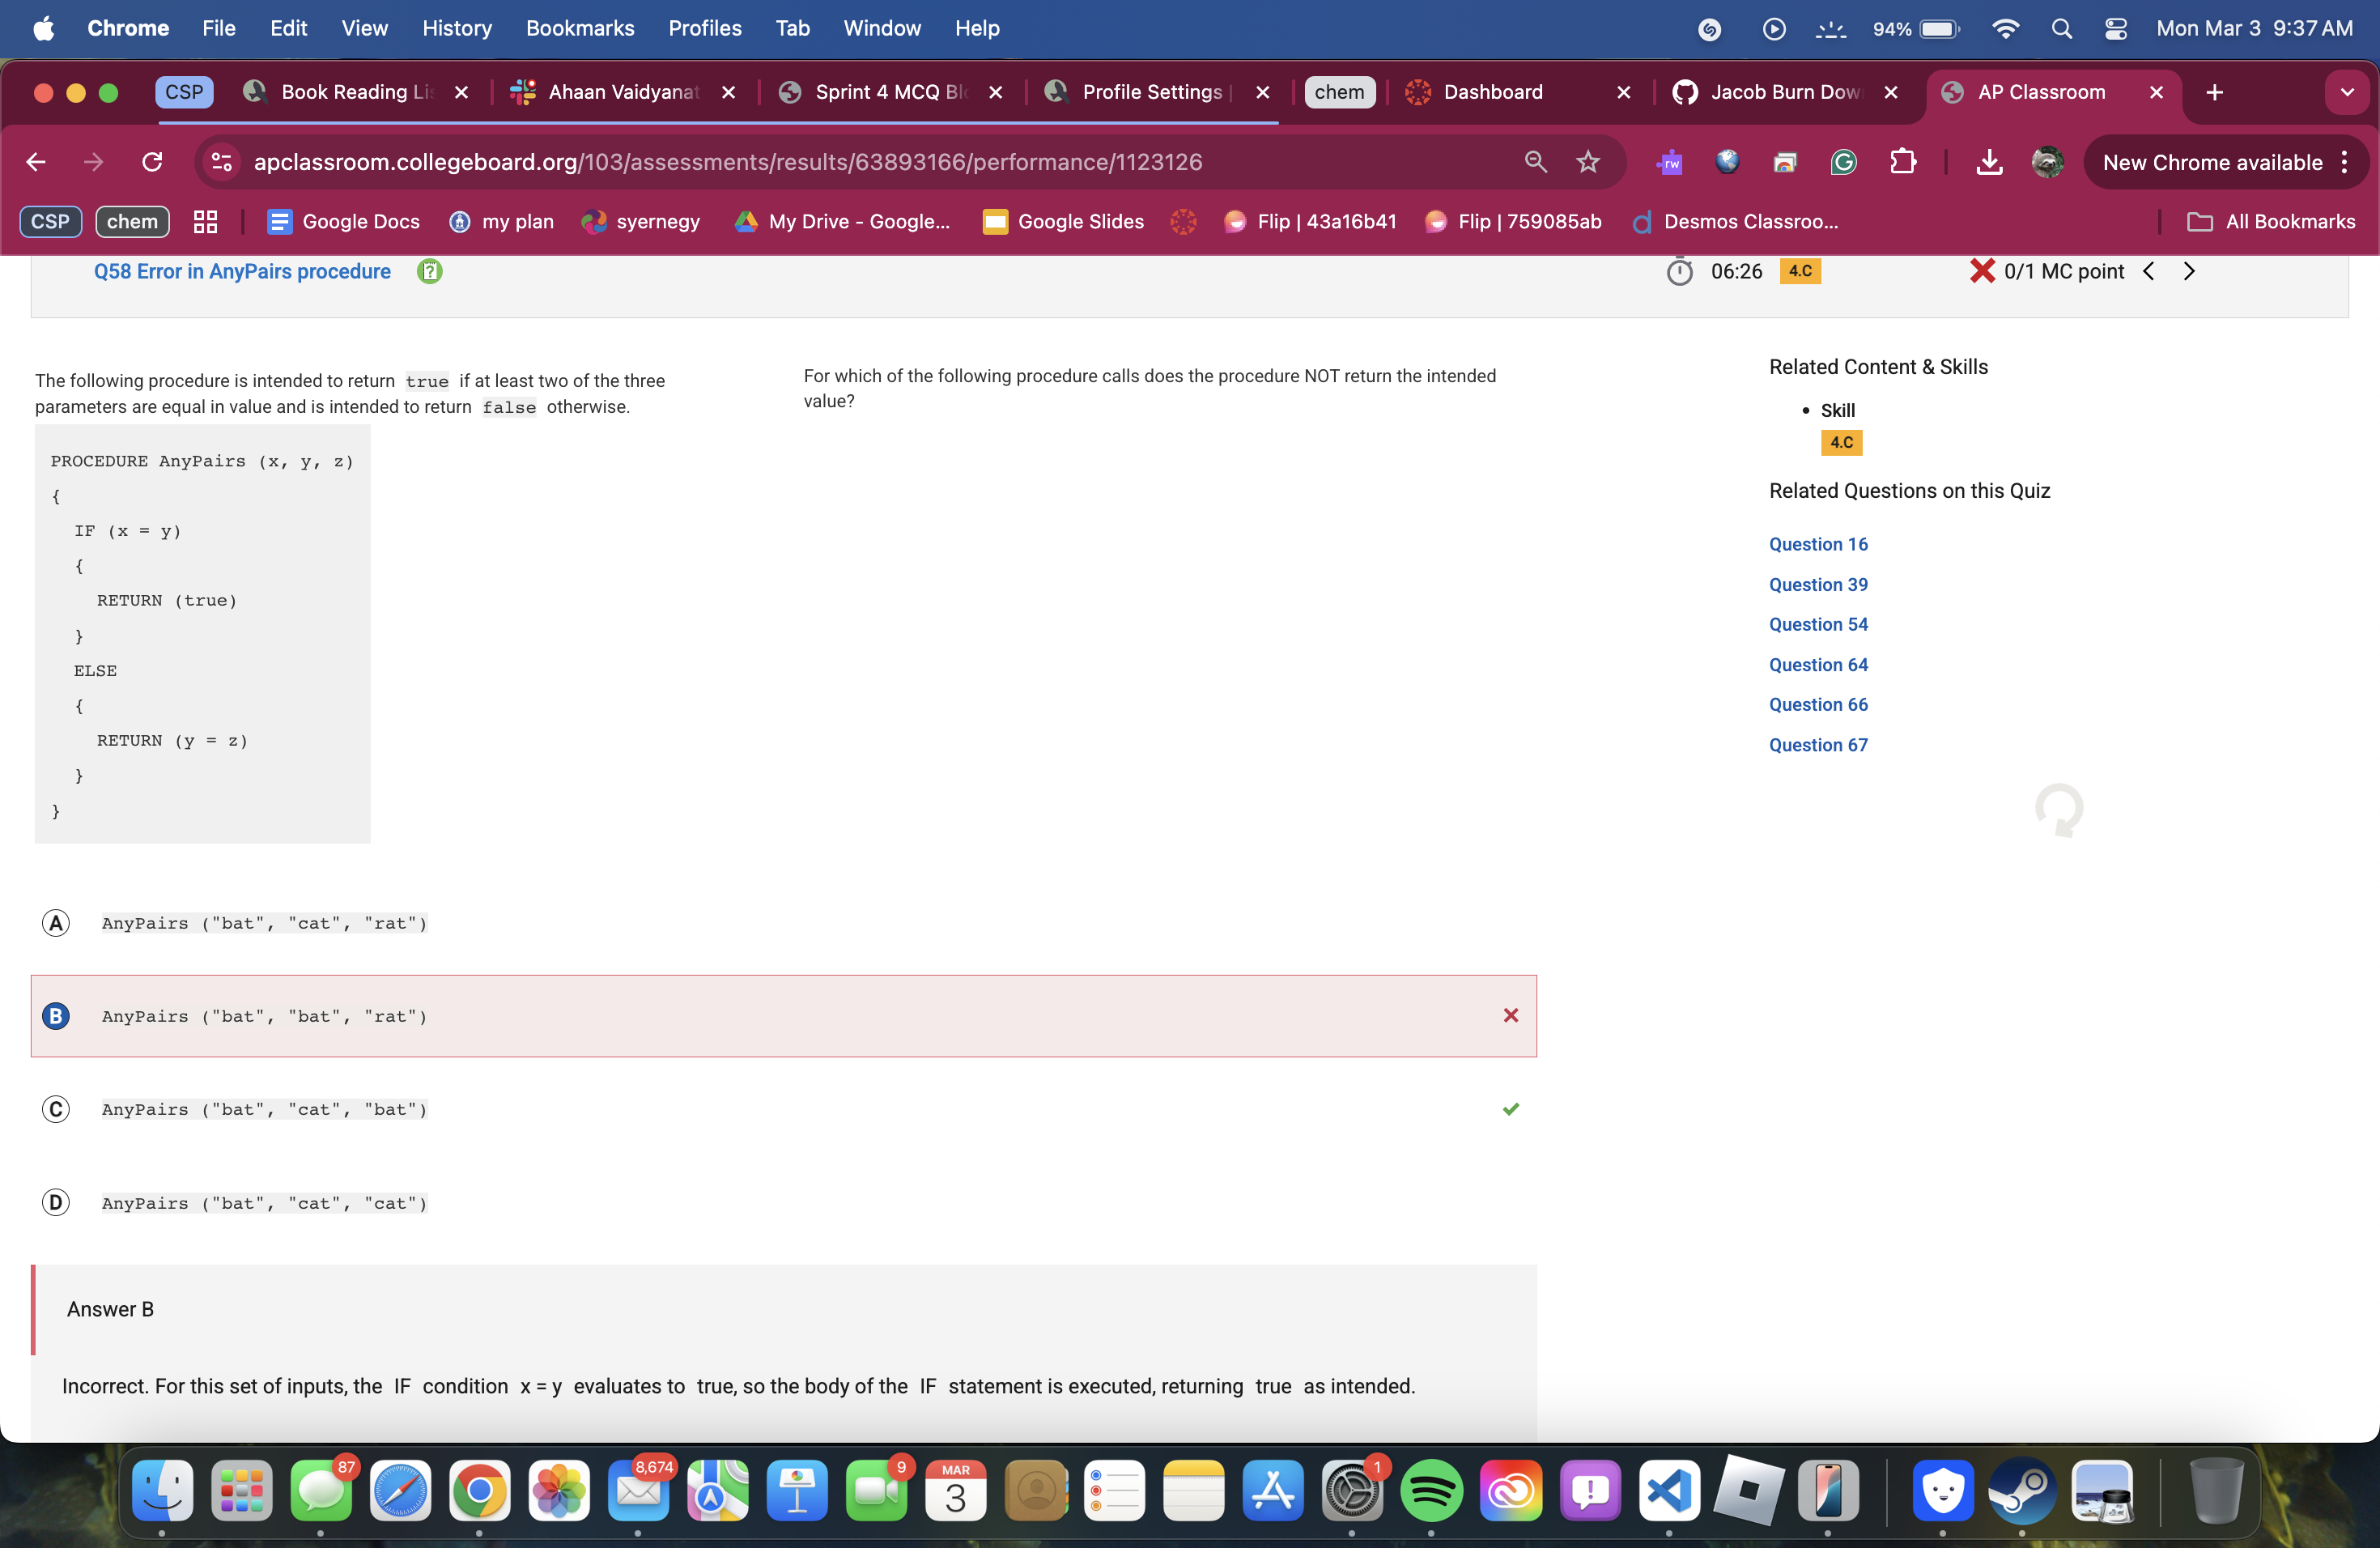 Chrome File Edit View History Bookmarks Profiles Tab Window Help 94% Mon Mar 3 9:37 AM
CSP Book Reading Lis Ahaan Vaidyanat Sprint 4 MCQ Blo Profile Settings | chem Dashboard Jacob Burn Dow AP Classroom
apclassroom.collegeboard.org/103/assessments/results/63893166/performance/1123126 rw New Chrome available
CSP chem Google Docs my plan syernegy My Drive - Google... Google Slides Flip | 43a16b41 Flip | 759085ab Desmos Classroo... All Bookmarks
Q58 Error in AnyPairs procedure 06:26 4.C 0/1 MC point
The following procedure is intended to return true if at least two of the three
parameters are equal in value and is intended to return false otherwise.
PROCEDURE AnyPairs (x, y, z)
{
IF (x = y)
{
RETURN (true)
}
ELSE
{
RETURN (y = z)
}
}
For which of the following procedure calls does the procedure NOT return the intended
value?
Related Content & Skills
Skill
4.C
Related Questions on this Quiz
Question 16
Question 39
Question 54
Question 64
Question 66
Question 67
A AnyPairs ("bat", "cat", "rat")
B AnyPairs ("bat", "bat", "rat")
C AnyPairs ("bat", "cat", "bat")
D AnyPairs ("bat", "cat", "cat")
Answer B
Incorrect. For this set of inputs, the IF condition x = y evaluates to true, so the body of the IF statement is executed, returning true as intended.
87 8,674 9 MAR 1
3